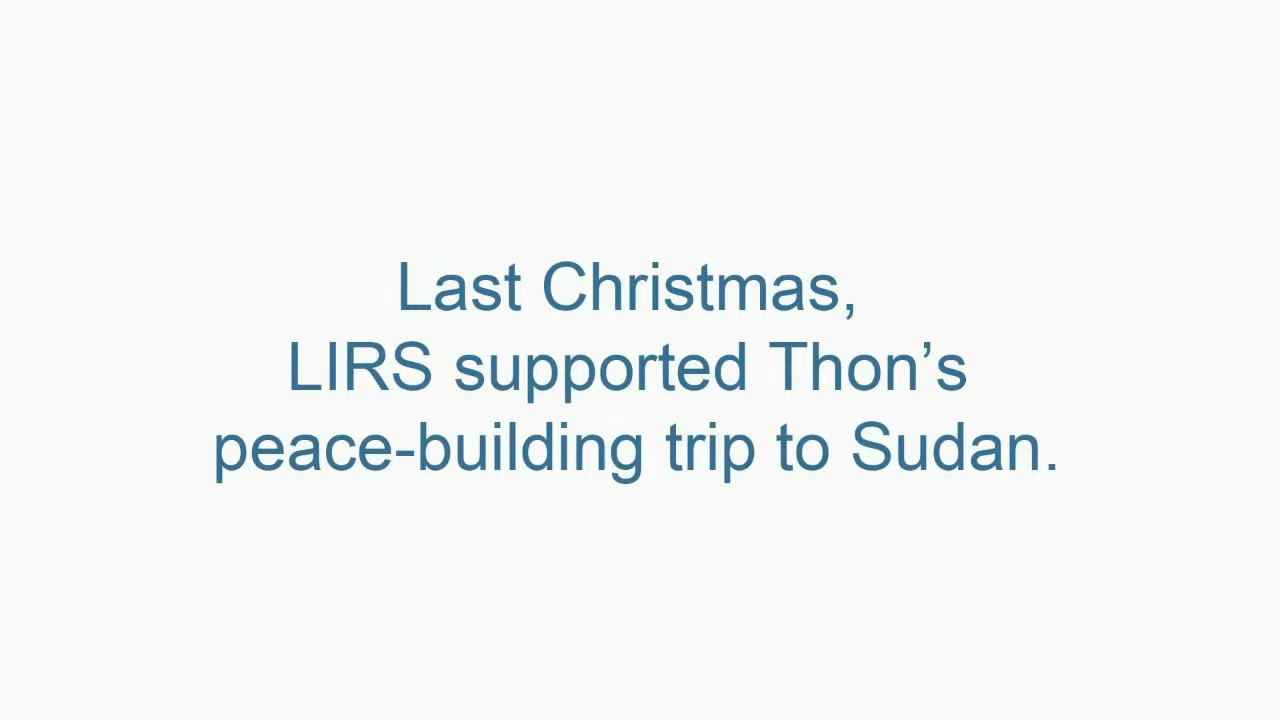 Last Christmas,
LIRS supported Thon’s
peace-building trip to Sudan.